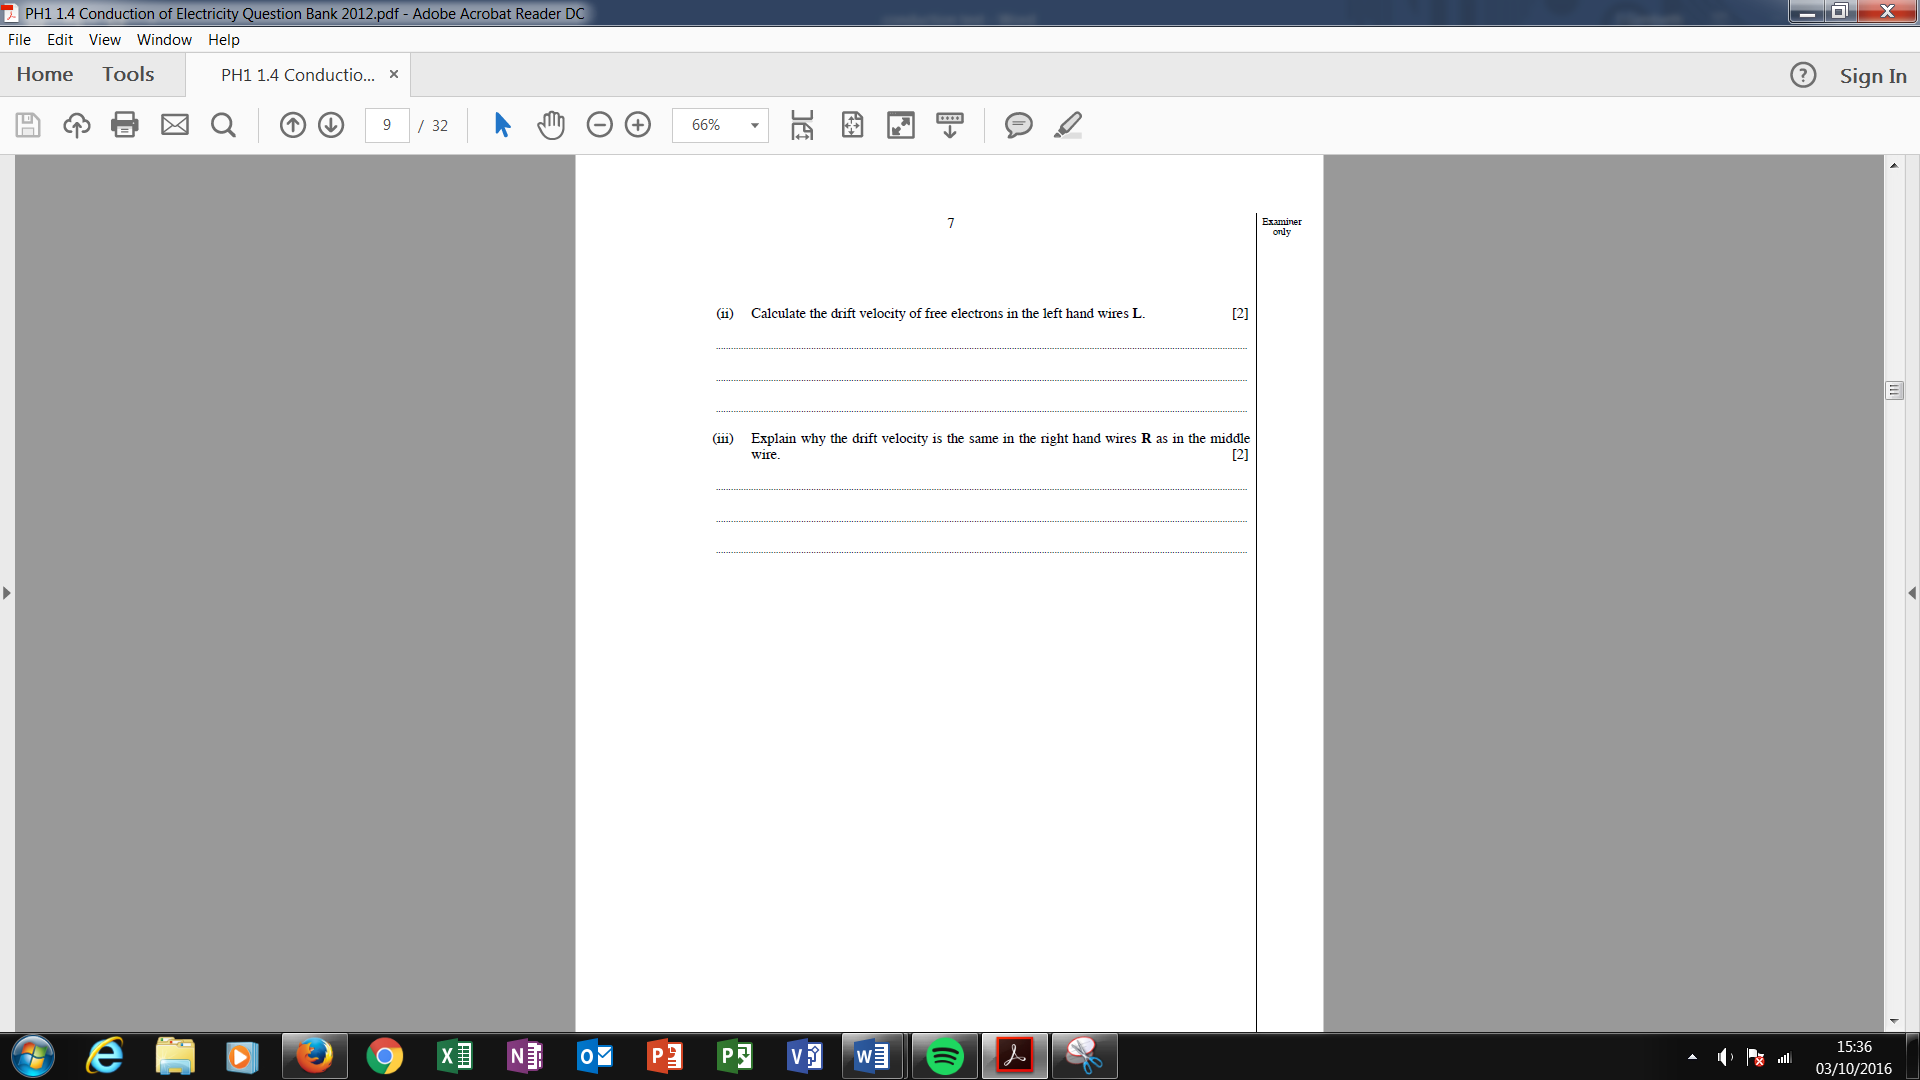 PH1 1.4 Conduction of Electricity Question Bank 2012.pdf - Adobe Acrobat Reader DC
File Edit View Window Help
Home Tools PH1 1.4 Conductio... × ? Sign In
9 / 32 66%
7
Examiner
only
(ii) Calculate the drift velocity of free electrons in the left hand wires L. [2]
(iii) Explain why the drift velocity is the same in the right hand wires R as in the middle
wire. [2]
15:36
03/10/2016